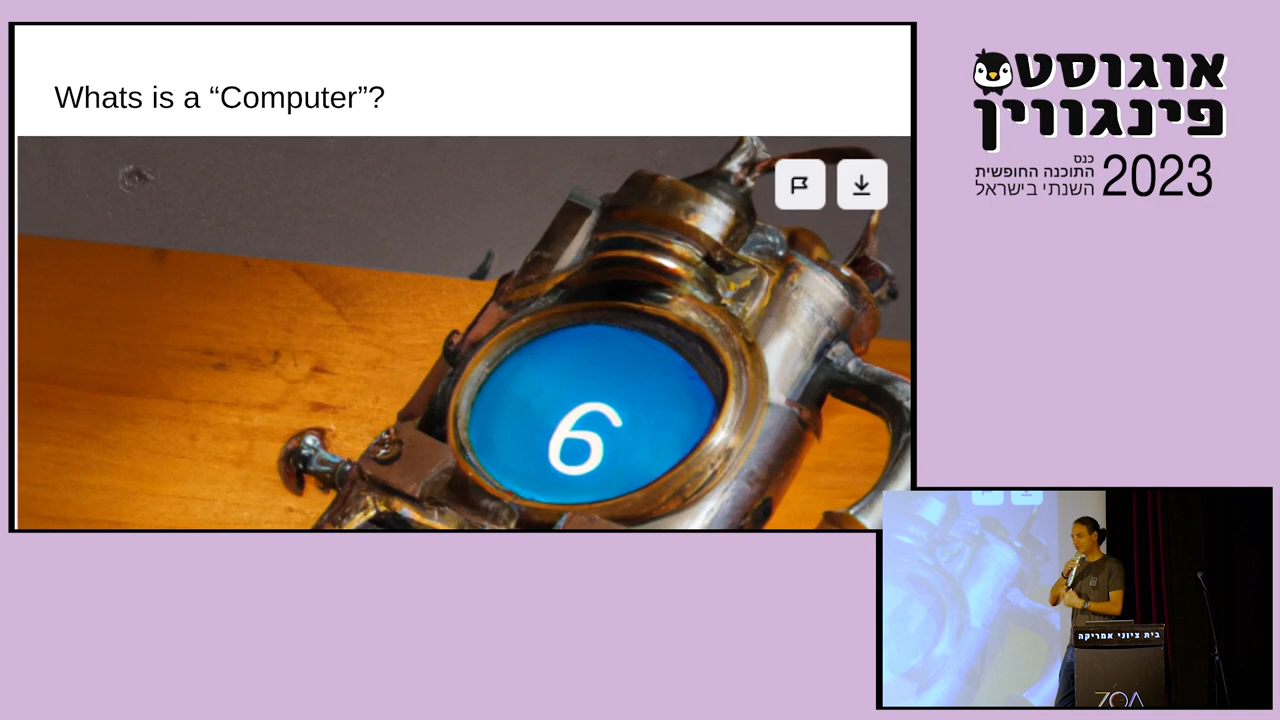 Whats is a “Computer”?
6
אוגוסט
פינגווין
כנס
התוכנה החופשית
השנתי בישראל
2023
בית ציוני אמריקה
ZOA